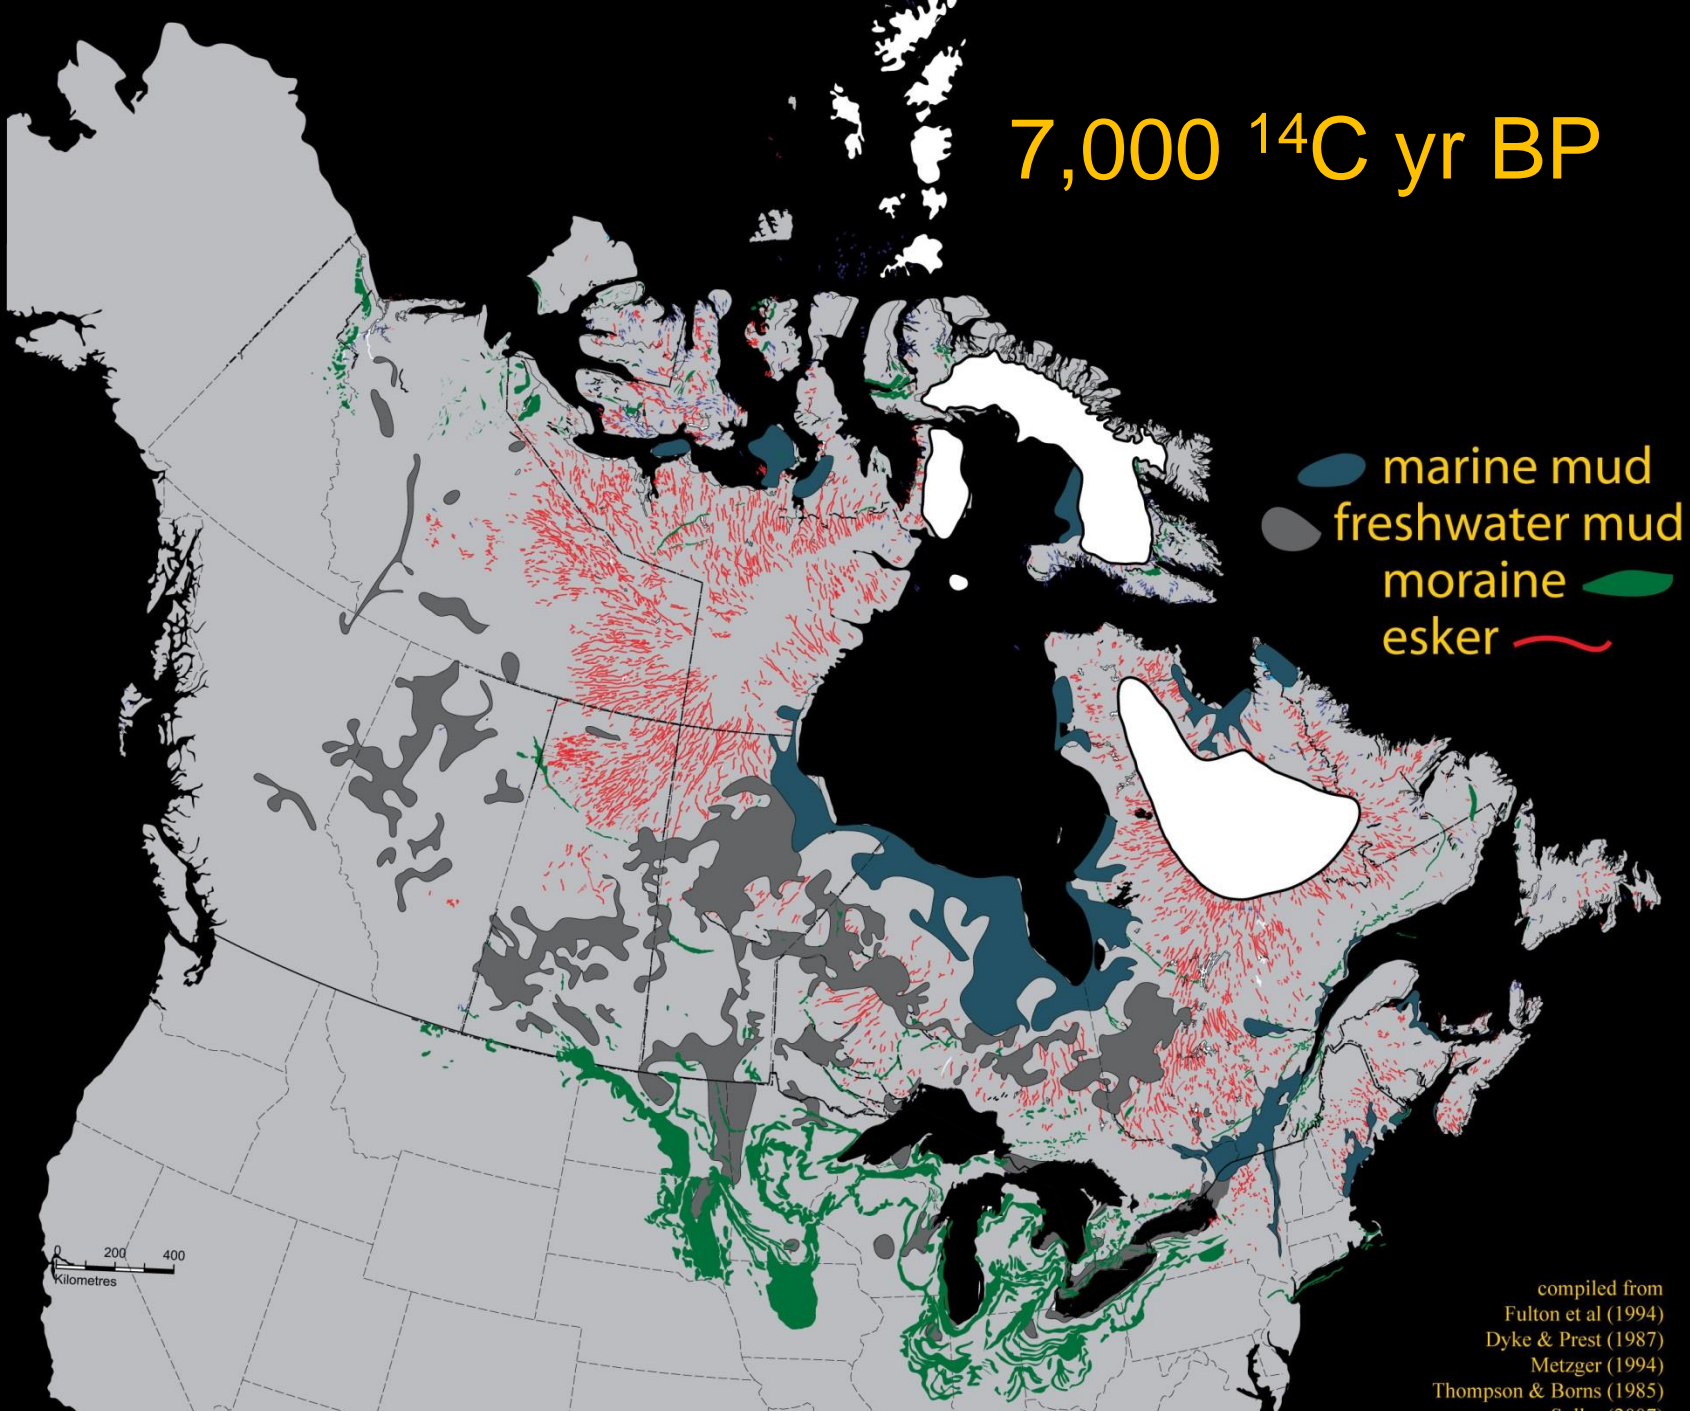 7,000 ¹⁴C yr BP
marine mud
freshwater mud
moraine
esker
0 200 400
Kilometres
compiled from
Fulton et al (1994)
Dyke & Prest (1987)
Metzger (1994)
Thompson & Borns (1985)